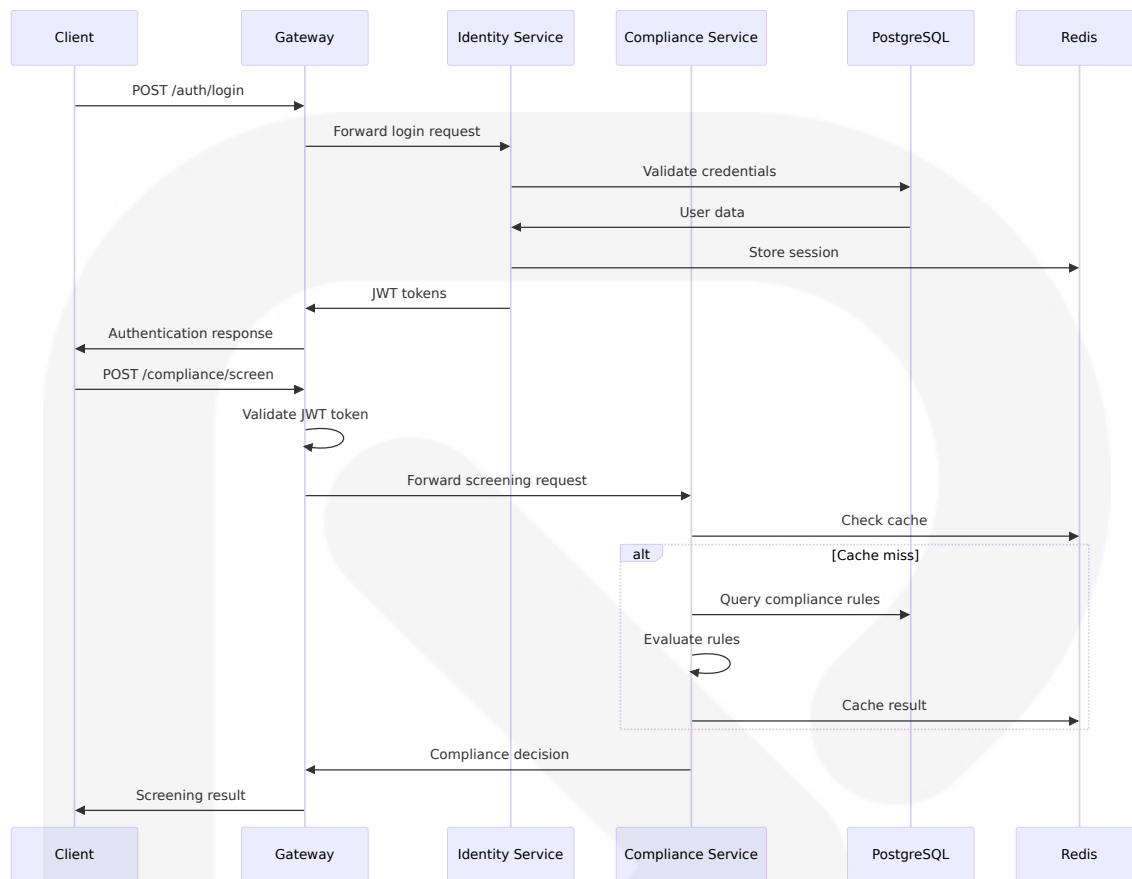 Client
Gateway
Identity Service
Compliance Service
PostgreSQL
Redis
POST /auth/login
Forward login request
Validate credentials
User data
Store session
JWT tokens
Authentication response
POST /compliance/screen
Validate JWT token
Forward screening request
Check cache
alt
[Cache miss]
Query compliance rules
Evaluate rules
Cache result
Compliance decision
Screening result
Client
Gateway
Identity Service
Compliance Service
PostgreSQL
Redis